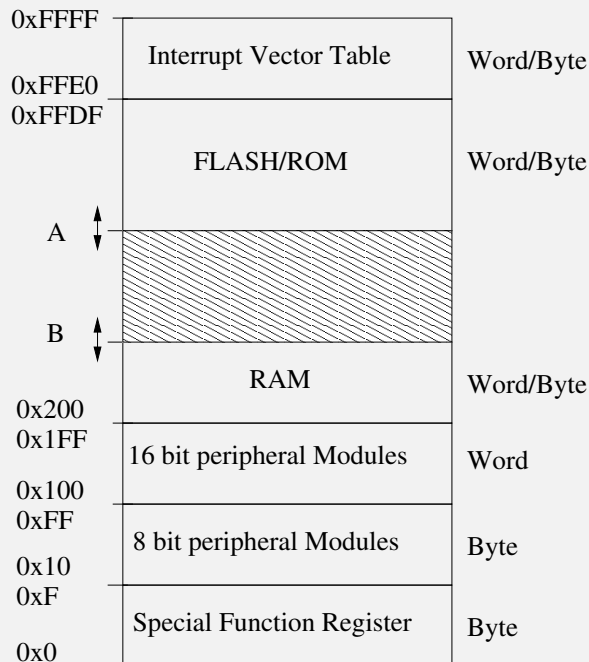 0xFFFF
Interrupt Vector Table
Word/Byte
0xFFE0
0xFFDF
FLASH/ROM
Word/Byte
A
B
RAM
Word/Byte
0x200
0x1FF
16 bit peripheral Modules
Word
0x100
0xFF
8 bit peripheral Modules
Byte
0x10
0xF
Special Function Register
Byte
0x0